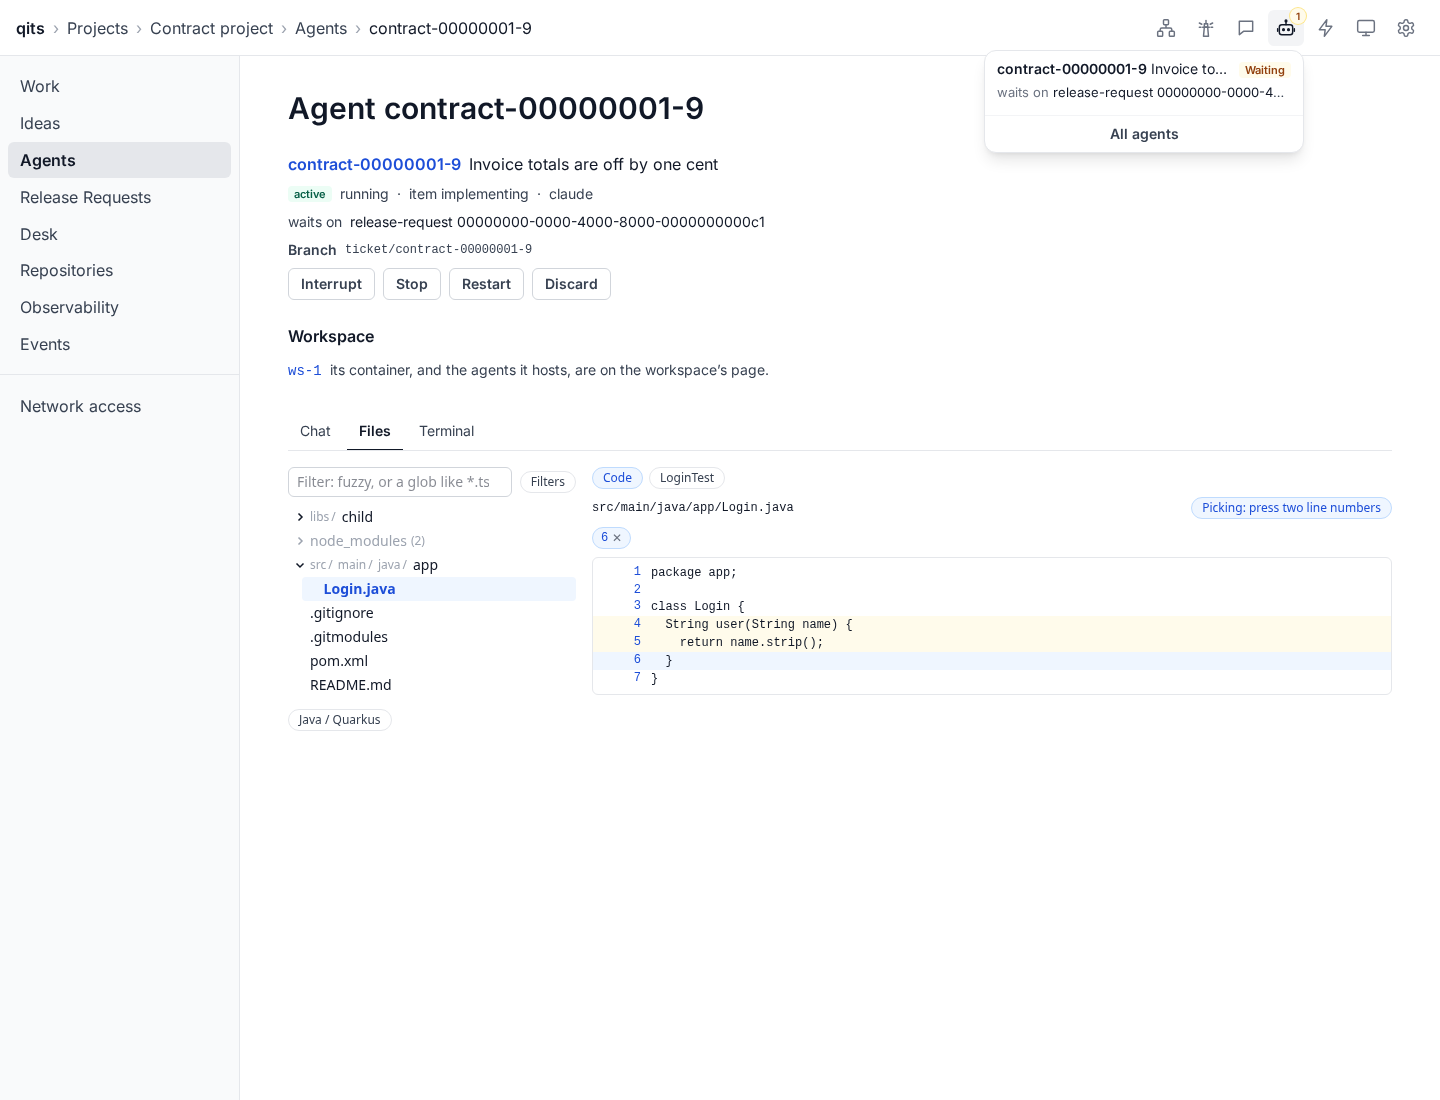 qits › Projects › Contract project › Agents › contract-00000001-9
1
contract-00000001-9 Invoice to... Waiting
waits on release-request 00000000-0000-4...
All agents
Work
Ideas
Agents
Release Requests
Desk
Repositories
Observability
Events
Network access
Agent contract-00000001-9
contract-00000001-9 Invoice totals are off by one cent
active running · item implementing · claude
waits on release-request 00000000-0000-4000-8000-0000000000c1
Branch ticket/contract-00000001-9
Interrupt Stop Restart Discard
Workspace
ws-1 its container, and the agents it hosts, are on the workspace’s page.
Chat Files Terminal
Filter: fuzzy, or a glob like *.ts Filters
libs/ child
node_modules (2)
src/ main/ java/ app
Login.java
.gitignore
.gitmodules
pom.xml
README.md
Java / Quarkus
Code LoginTest
src/main/java/app/Login.java Picking: press two line numbers
6 ×
1 package app;
2
3 class Login {
4 String user(String name) {
5 return name.strip();
6 }
7 }